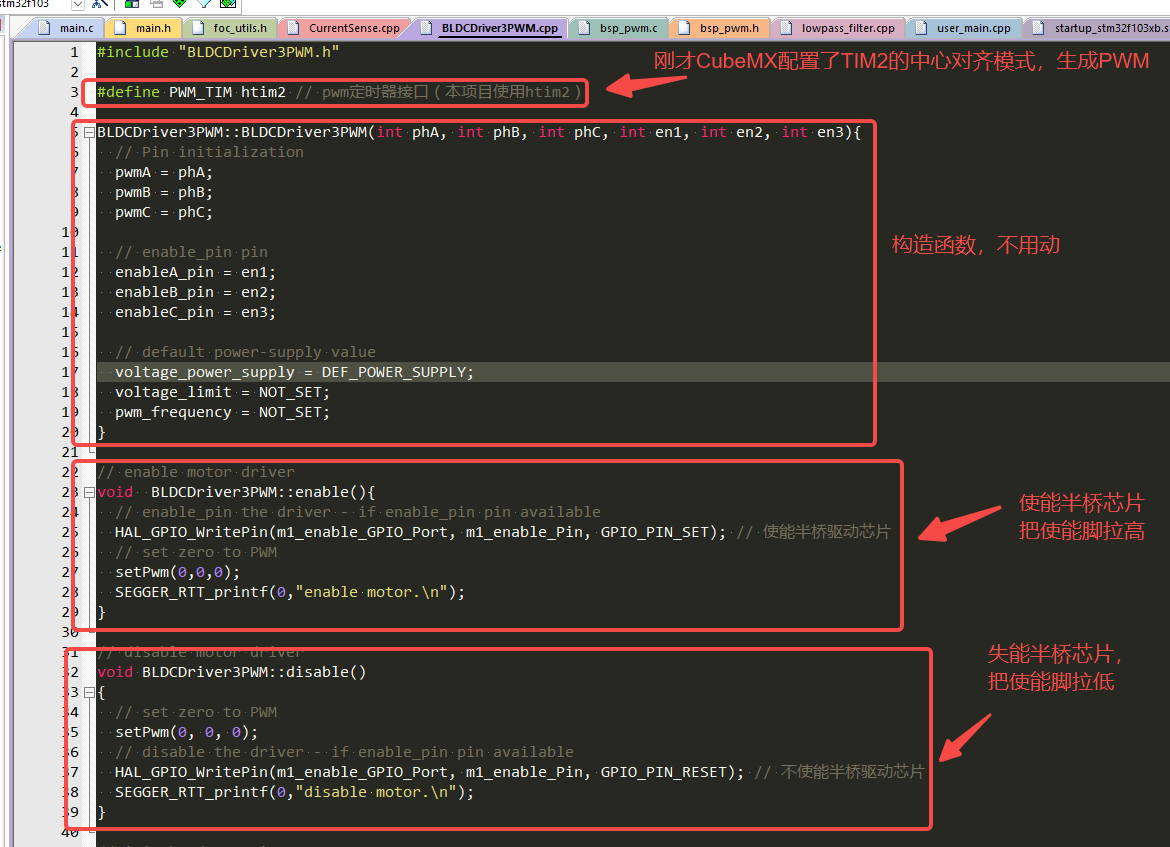 stm32f103
main.c main.h foc_utils.h CurrentSense.cpp BLDCDriver3PWM.cpp bsp_pwm.c bsp_pwm.h lowpass_filter.cpp user_main.cpp startup_stm32f103xb.s
1 #include "BLDCDriver3PWM.h"
刚才CubeMX配置了TIM2的中心对齐模式，生成PWM
2
3 #define PWM_TIM htim2 // pwm定时器接口(本项目使用htim2)
4
5 BLDCDriver3PWM::BLDCDriver3PWM(int phA, int phB, int phC, int en1, int en2, int en3){
6 // Pin initialization
7 pwmA = phA;
8 pwmB = phB;
9 pwmC = phC;
10
构造函数，不用动
11 // enable_pin pin
12 enableA_pin = en1;
13 enableB_pin = en2;
14 enableC_pin = en3;
15
16 // default power-supply value
17 voltage_power_supply = DEF_POWER_SUPPLY;
18 voltage_limit = NOT_SET;
19 pwm_frequency = NOT_SET;
20 }
21
22 // enable motor driver
23 void BLDCDriver3PWM::enable(){
使能半桥芯片
24 // enable_pin the driver - if enable_pin pin available
25 HAL_GPIO_WritePin(m1_enable_GPIO_Port, m1_enable_Pin, GPIO_PIN_SET); // 使能半桥驱动芯片
把使能脚拉高
26 // set zero to PWM
27 setPwm(0,0,0);
28 SEGGER_RTT_printf(0,"enable motor.\n");
29 }
30
31 // disable motor driver
失能半桥芯片，
32 void BLDCDriver3PWM::disable()
把使能脚拉低
33 {
34 // set zero to PWM
35 setPwm(0, 0, 0);
36 // disable the driver - if enable_pin pin available
37 HAL_GPIO_WritePin(m1_enable_GPIO_Port, m1_enable_Pin, GPIO_PIN_RESET); // 不使能半桥驱动芯片
38 SEGGER_RTT_printf(0,"disable motor.\n");
39 }
40